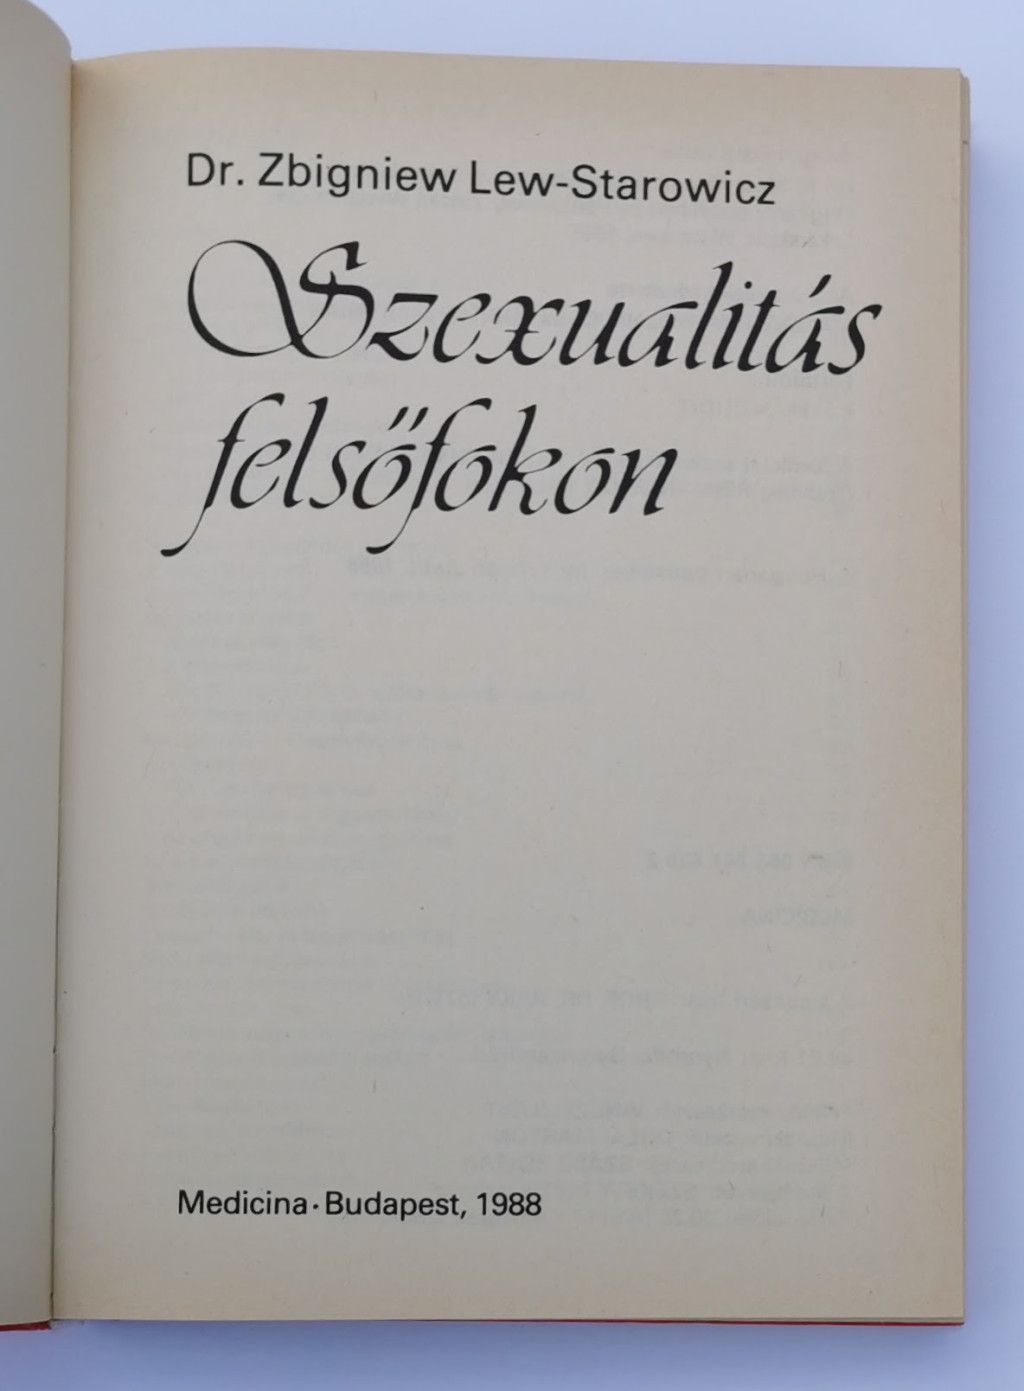 Dr. Zbigniew Lew-Starowicz
Szexualitás
felsőfokon
Medicina · Budapest, 1988